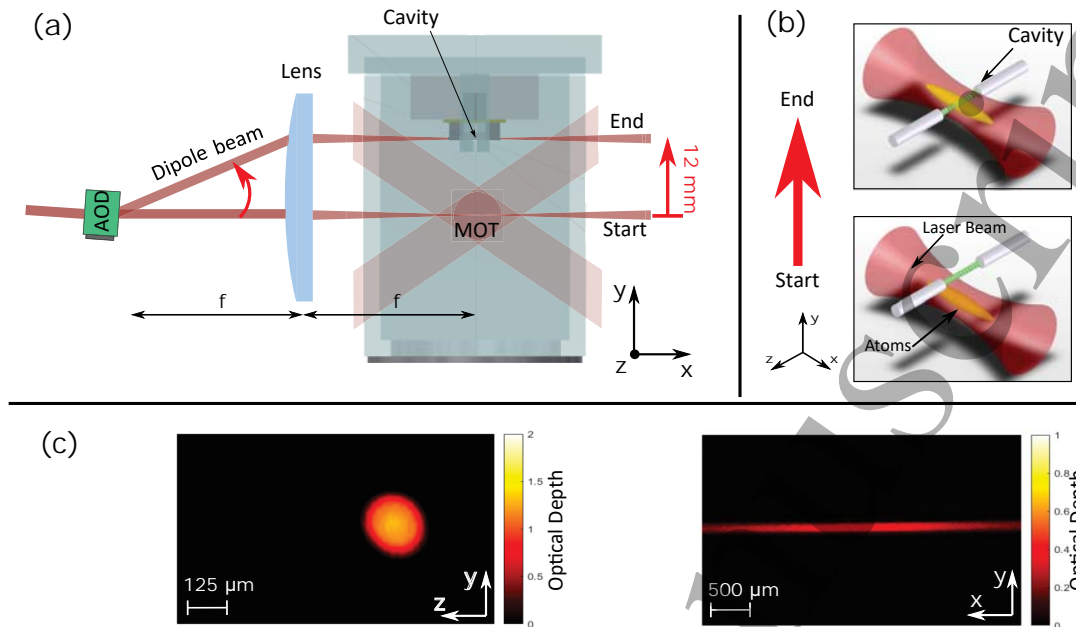 (a)
Cavity
Lens
Dipole beam
AOD
MOT
End
12 mm
Start
f
f
y
z
x
(b)
Cavity
End
Start
y
z
x
Laser Beam
Atoms
(c)
125 µm
y
z
2
1.5
1
0.5
0
Optical Depth
500 µm
y
x
1
0.8
0.6
0.4
0.2
0
Optical Depth